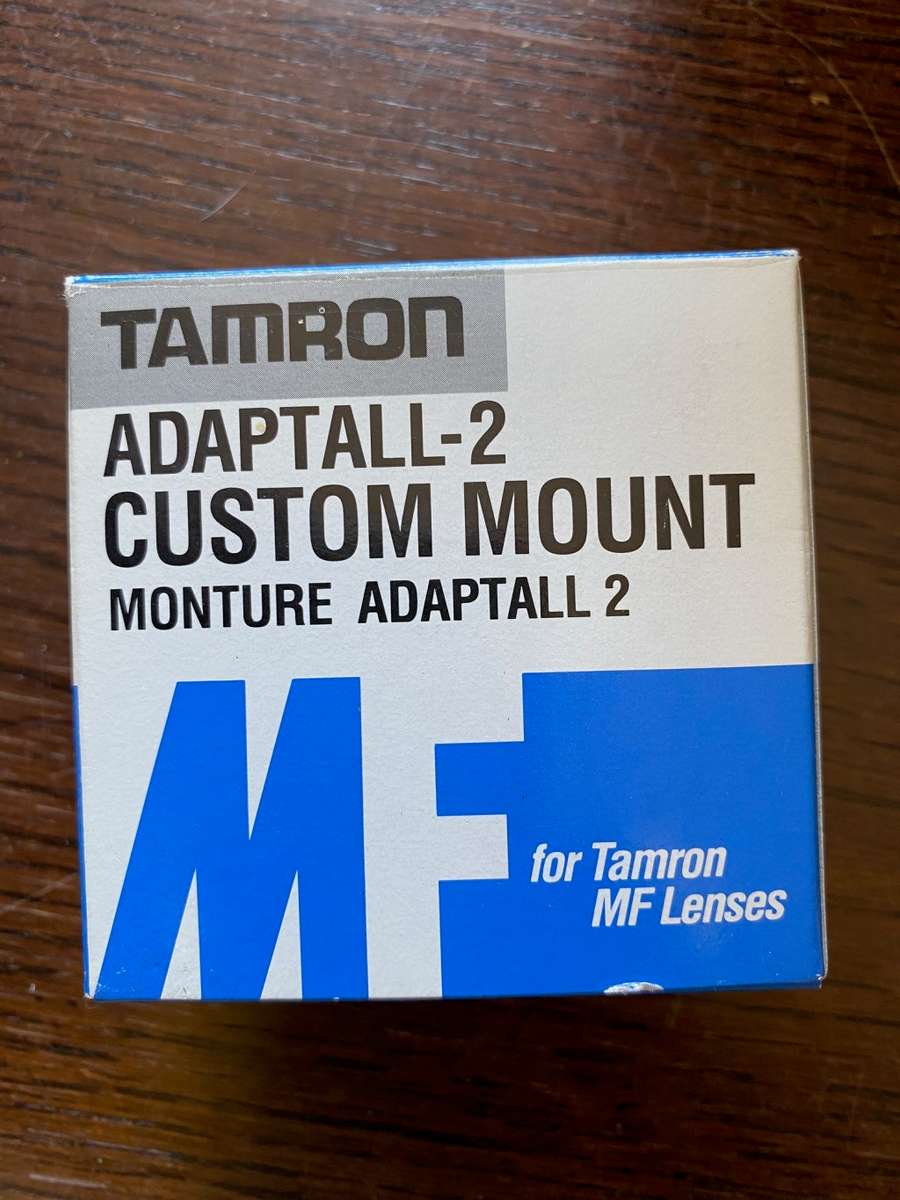 TAMRON
ADAPTALL-2
CUSTOM MOUNT
MONTURE ADAPTALL 2
MF
for Tamron
MF Lenses